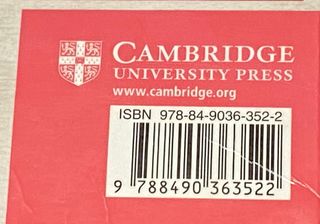 CAMBRIDGE
UNIVERSITY PRESS
www.cambridge.org
ISBN 978-84-9036-352-2
9 788490 363522